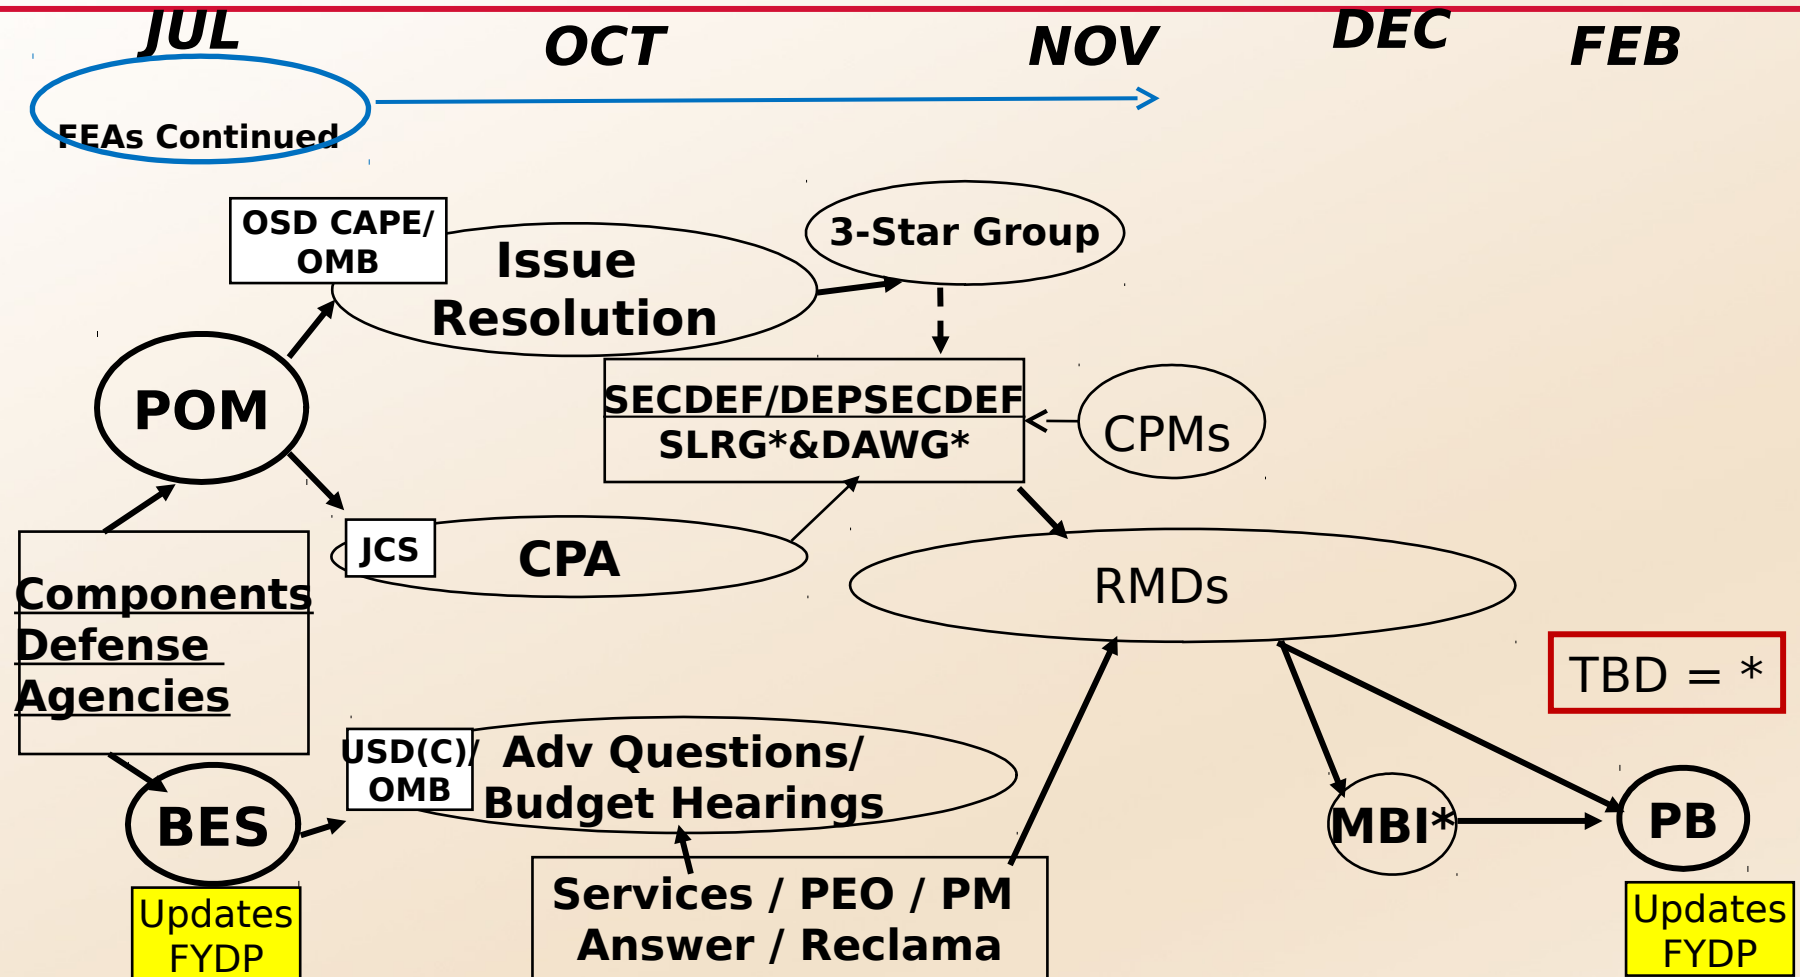 JUL
OCT
NOV
DEC
FEB
FEAs Continued
OSD CAPE/
OMB
Issue
Resolution
3-Star Group
POM
SECDEF/DEPSECDEF
SLRG*&DAWG*
CPMs
JCS
CPA
RMDs
Components
Defense
Agencies
TBD = *
USD(C)/
OMB
Adv Questions/
Budget Hearings
BES
MBI*
PB
Services / PEO / PM
Answer / Reclama
Updates
FYDP
Updates
FYDP